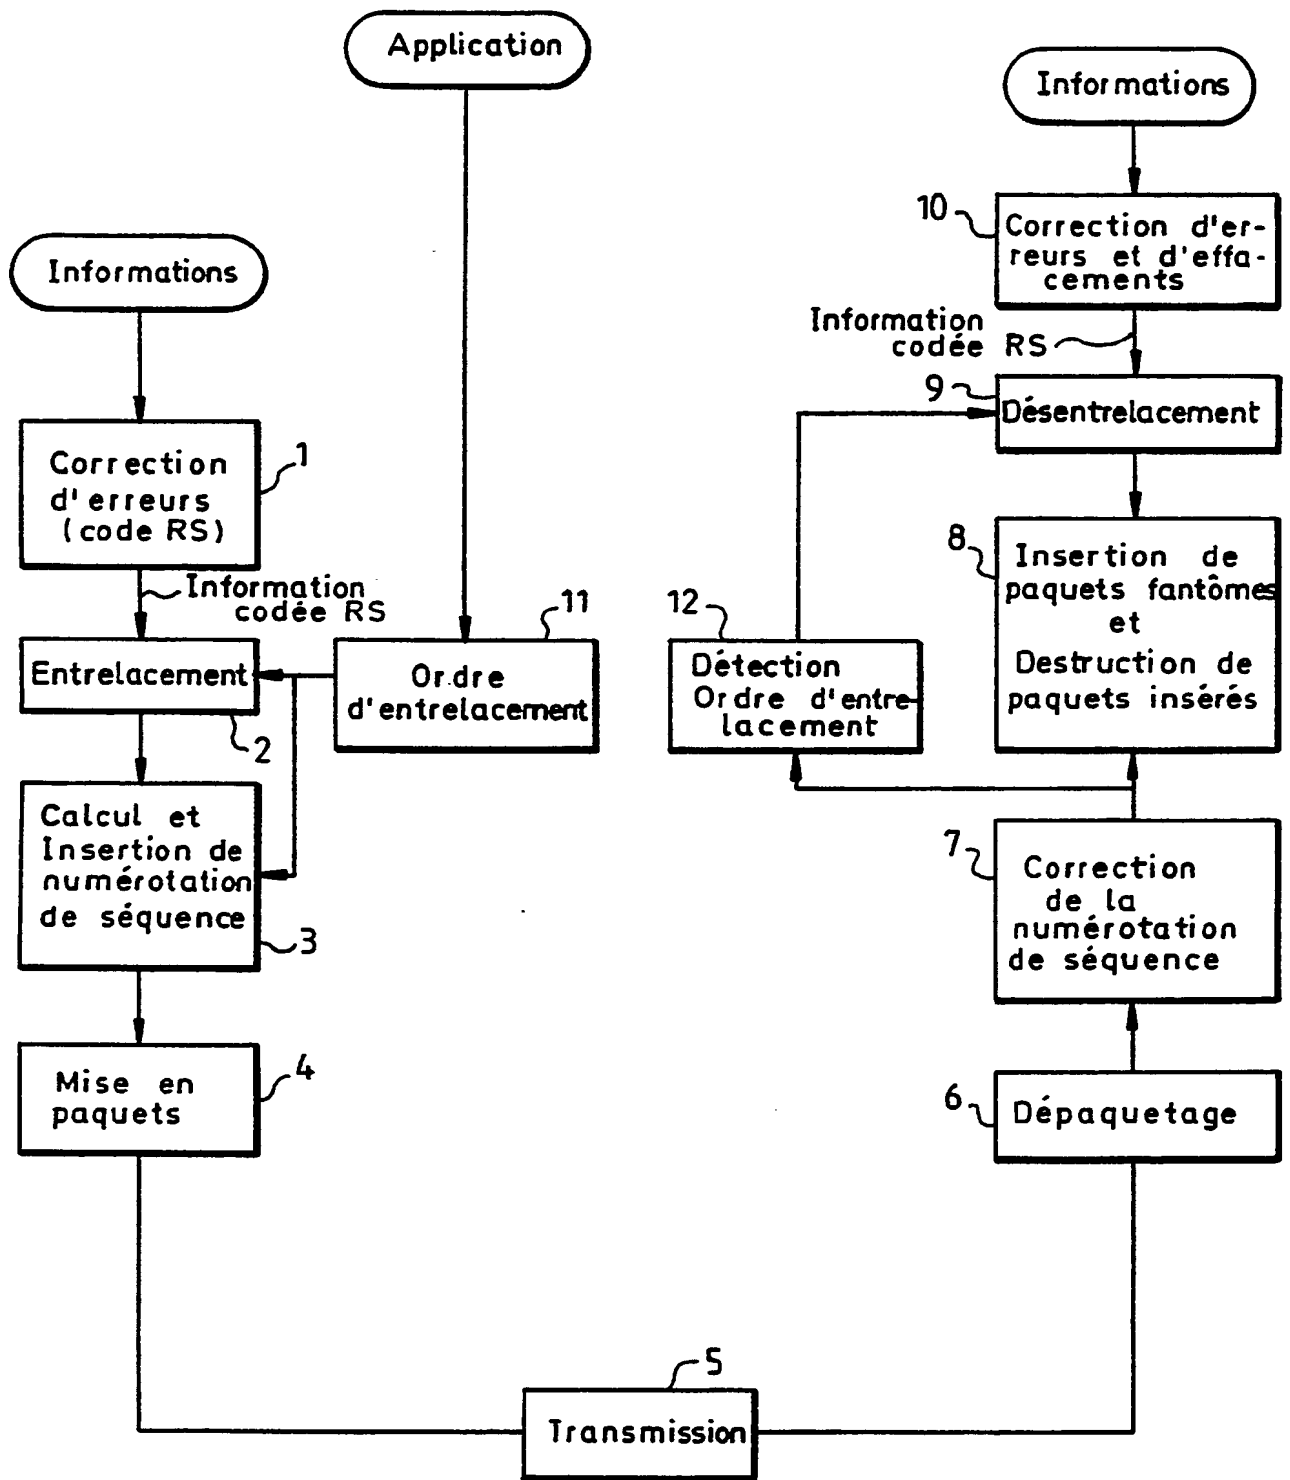 Application
Informations
Correction
d'erreurs
(code RS)
1
Information
codée RS
Entrelacement
2
11
Ordre
d'entrelacement
Calcul et
Insertion de
numérotation
de séquence
3
Mise en
paquets
4
5
Transmission
Informations
10
Correction d'er-
reurs et d'effa-
cements
Information
codée RS
9
Désentrelacement
8
Insertion de
paquets fantômes
et
Destruction de
paquets insérés
12
Détection
Ordre d'entre-
lacement
7
Correction
de la
numérotation
de séquence
6
Dépaquetage